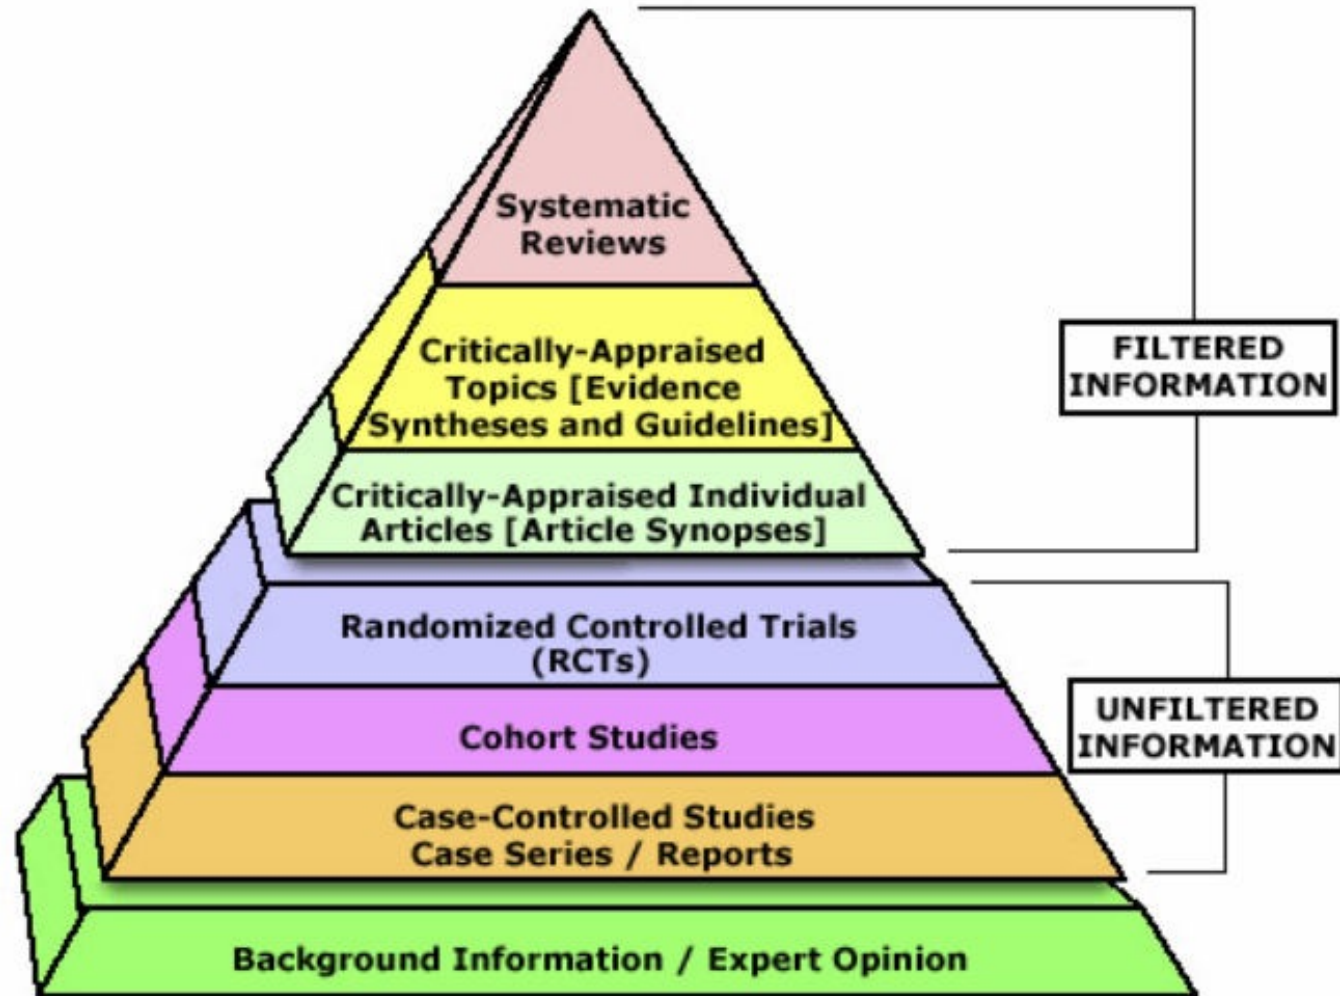 Systematic
Reviews
Critically-Appraised
Topics [Evidence
Syntheses and Guidelines]
FILTERED
INFORMATION
Critically-Appraised Individual
Articles [Article Synopses]
Randomized Controlled Trials
(RCTs)
Cohort Studies
UNFILTERED
INFORMATION
Case-Controlled Studies
Case Series / Reports
Background Information / Expert Opinion